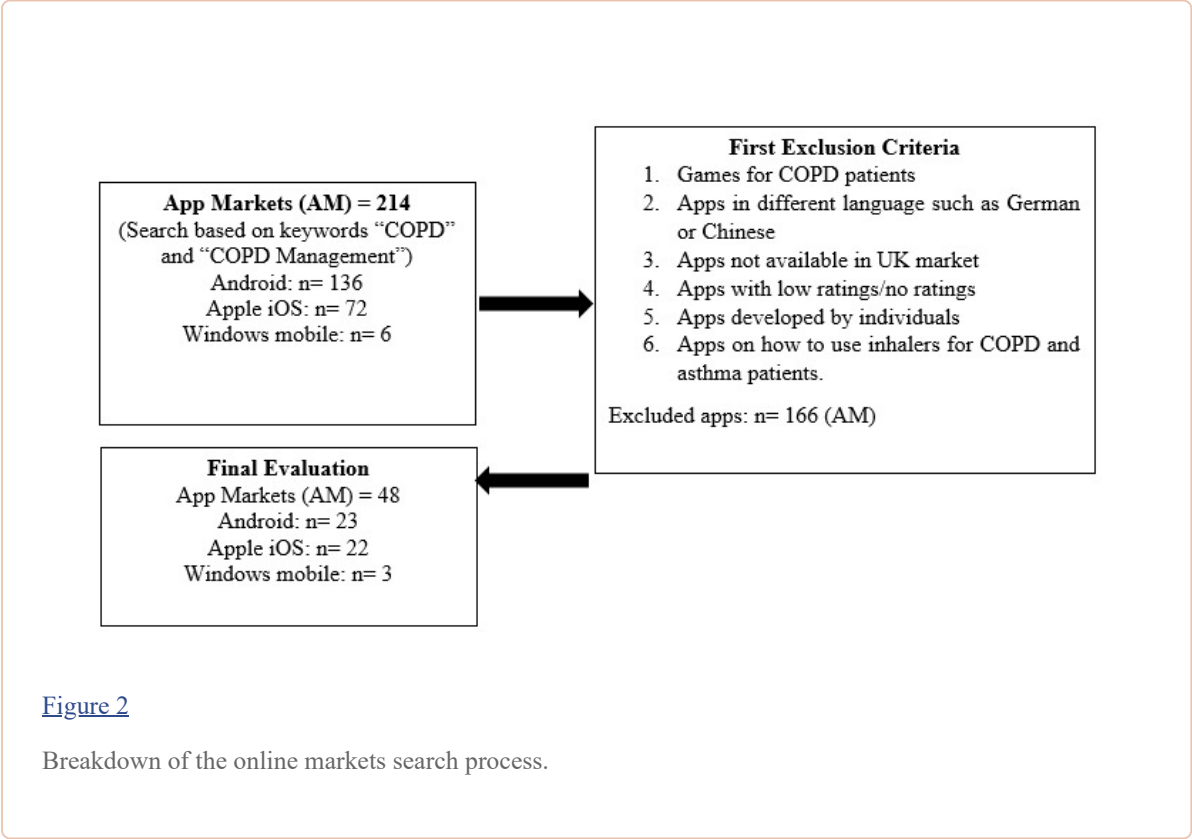 App Markets (AM) = 214
(Search based on keywords “COPD”
and “COPD Management”)
Android: n= 136
Apple iOS: n= 72
Windows mobile: n= 6
First Exclusion Criteria
1. Games for COPD patients
2. Apps in different language such as German
or Chinese
3. Apps not available in UK market
4. Apps with low ratings/no ratings
5. Apps developed by individuals
6. Apps on how to use inhalers for COPD and
asthma patients.
Excluded apps: n= 166 (AM)
Final Evaluation
App Markets (AM) = 48
Android: n= 23
Apple iOS: n= 22
Windows mobile: n= 3
Figure 2
Breakdown of the online markets search process.